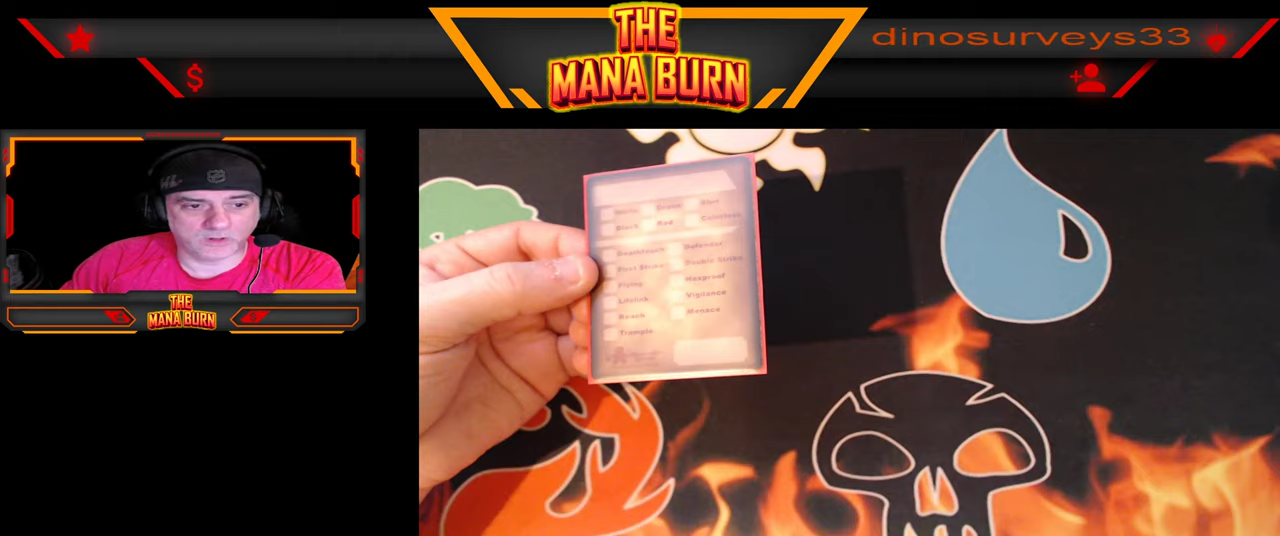 THE
MANA BURN
dinosurveys33
$
THE
MANA BURN
White Green Blue
Black Red Colorless
Deathtouch Defender
First Strike Double Strike
Flying Hexproof
Lifelink Vigilance
Reach Menace
Trample